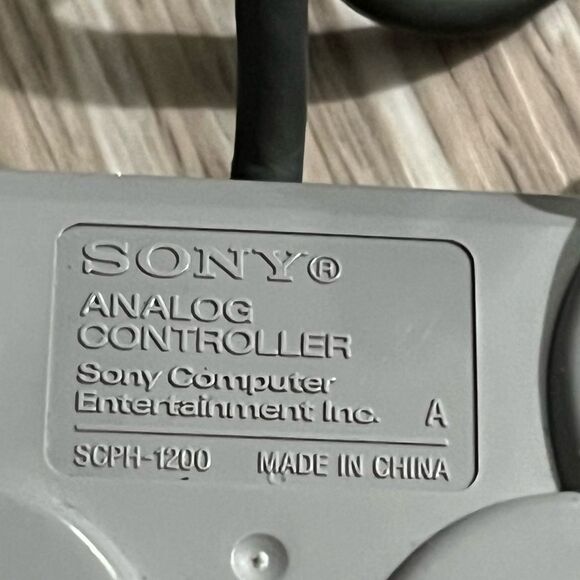 SONY®
ANALOG
CONTROLLER
Sony Computer
Entertainment Inc. A
SCPH-1200 MADE IN CHINA